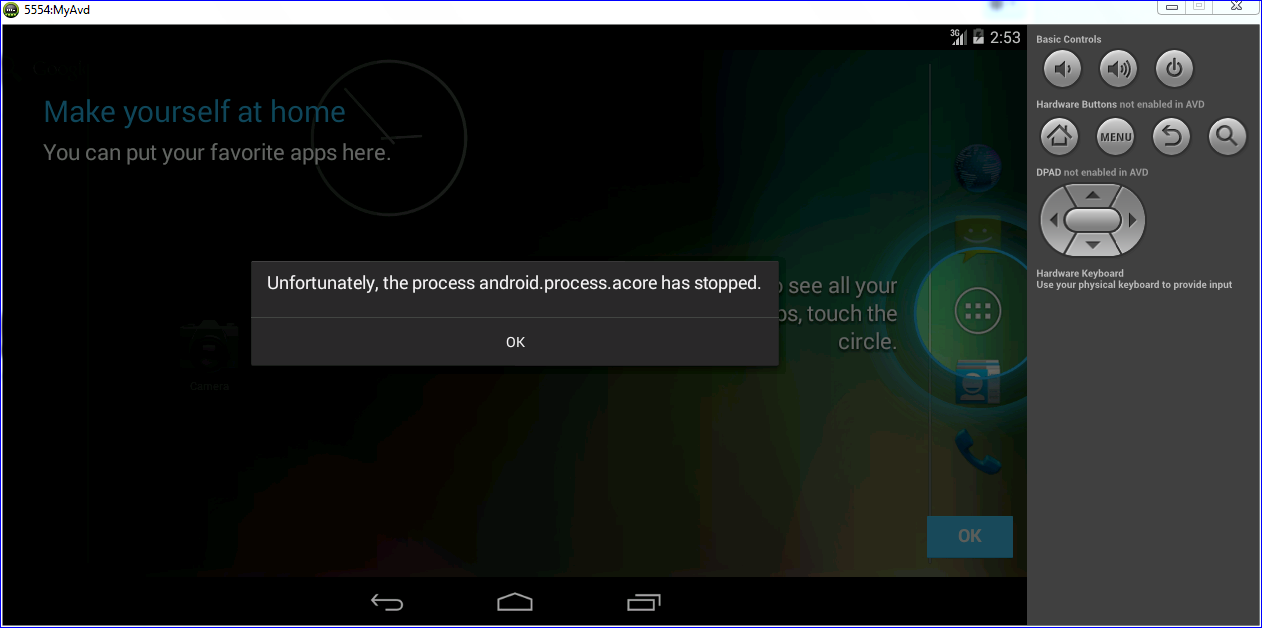 5554:MyAvd
3G 2:53
Make yourself at home
You can put your favorite apps here.
Unfortunately, the process android.process.acore has stopped.
OK
o see all your
ps, touch the
circle.
Camera
OK
Basic Controls
Hardware Buttons not enabled in AVD
MENU
DPAD not enabled in AVD
Hardware Keyboard
Use your physical keyboard to provide input